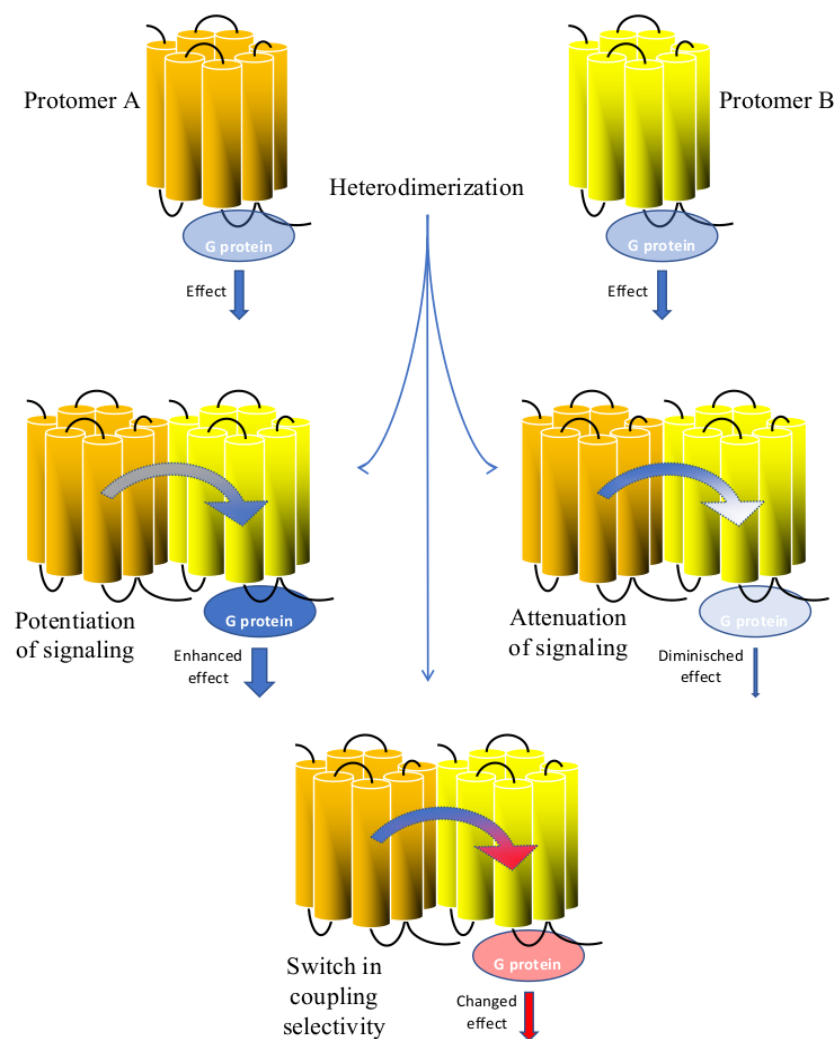 Protomer A
Protomer B
Heterodimerization
G protein
G protein
Effect
Effect
Potentiation
of signaling
G protein
Enhanced
effect
Attenuation
of signaling
G protein
Diminisched
effect
Switch in
coupling
selectivity
G protein
Changed
effect